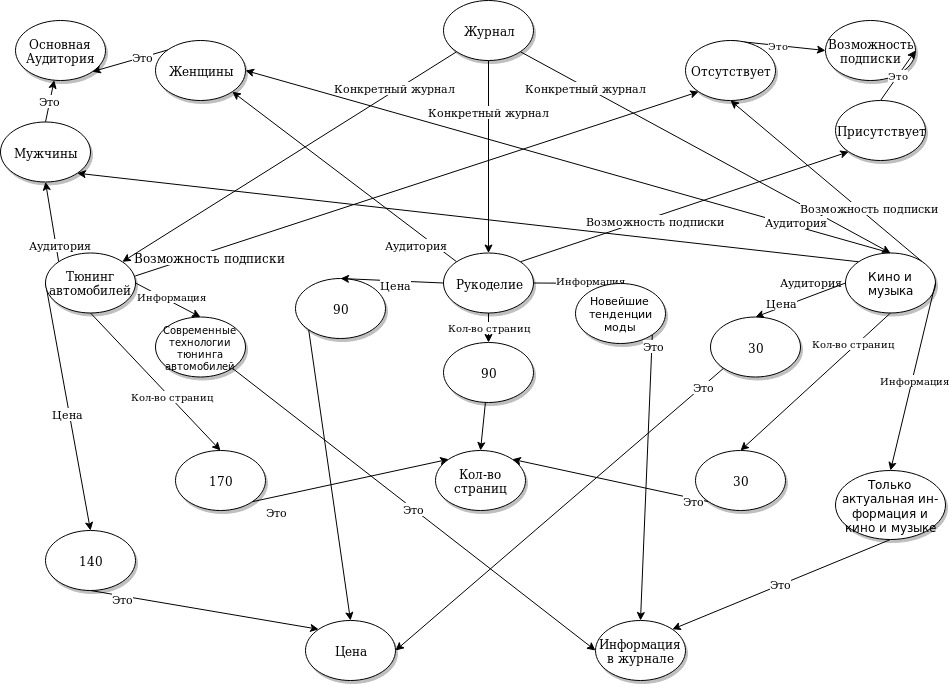 Журнал
Основная
Аудитория
Это
Женщины
Отсутствует
Это
Возможность
подписки
Это
Это
Конкретный журнал
Конкретный журнал
Конкретный журнал
Мужчины
Присутствует
Возможность подписки
Возможность подписки
Аудитория
Аудитория
Аудитория
Возможность подписки
Тюнинг
автомобилей
Информация
Цена
Рукоделие
Информация
Аудитория
Кино и
музыка
90
Новейшие
тенденции
моды
Цена
Современные
технологии
тюнинга
автомобилей
Кол-во страниц
Это
30
Кол-во страниц
90
Информация
Кол-во страниц
Это
Цена
170
Кол-во
страниц
30
Это
Это
Это
Только
актуальная ин-
формация и
кино и музыке
140
Это
Это
Цена
Информация
в журнале